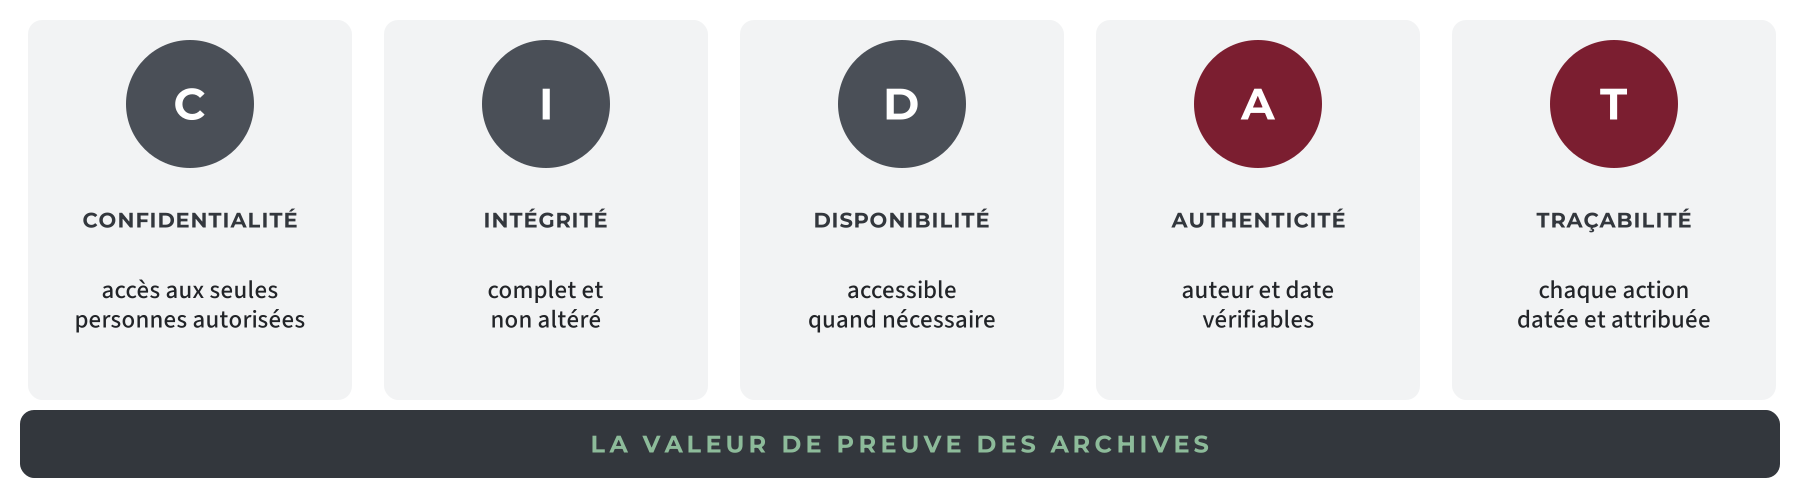 C
CONFIDENTIALITÉ
accès aux seules
personnes autorisées
I
INTÉGRITÉ
complet et
non altéré
D
DISPONIBILITÉ
accessible
quand nécessaire
A
AUTHENTICITÉ
auteur et date
vérifiables
T
TRAÇABILITÉ
chaque action
datée et attribuée
LA VALEUR DE PREUVE DES ARCHIVES